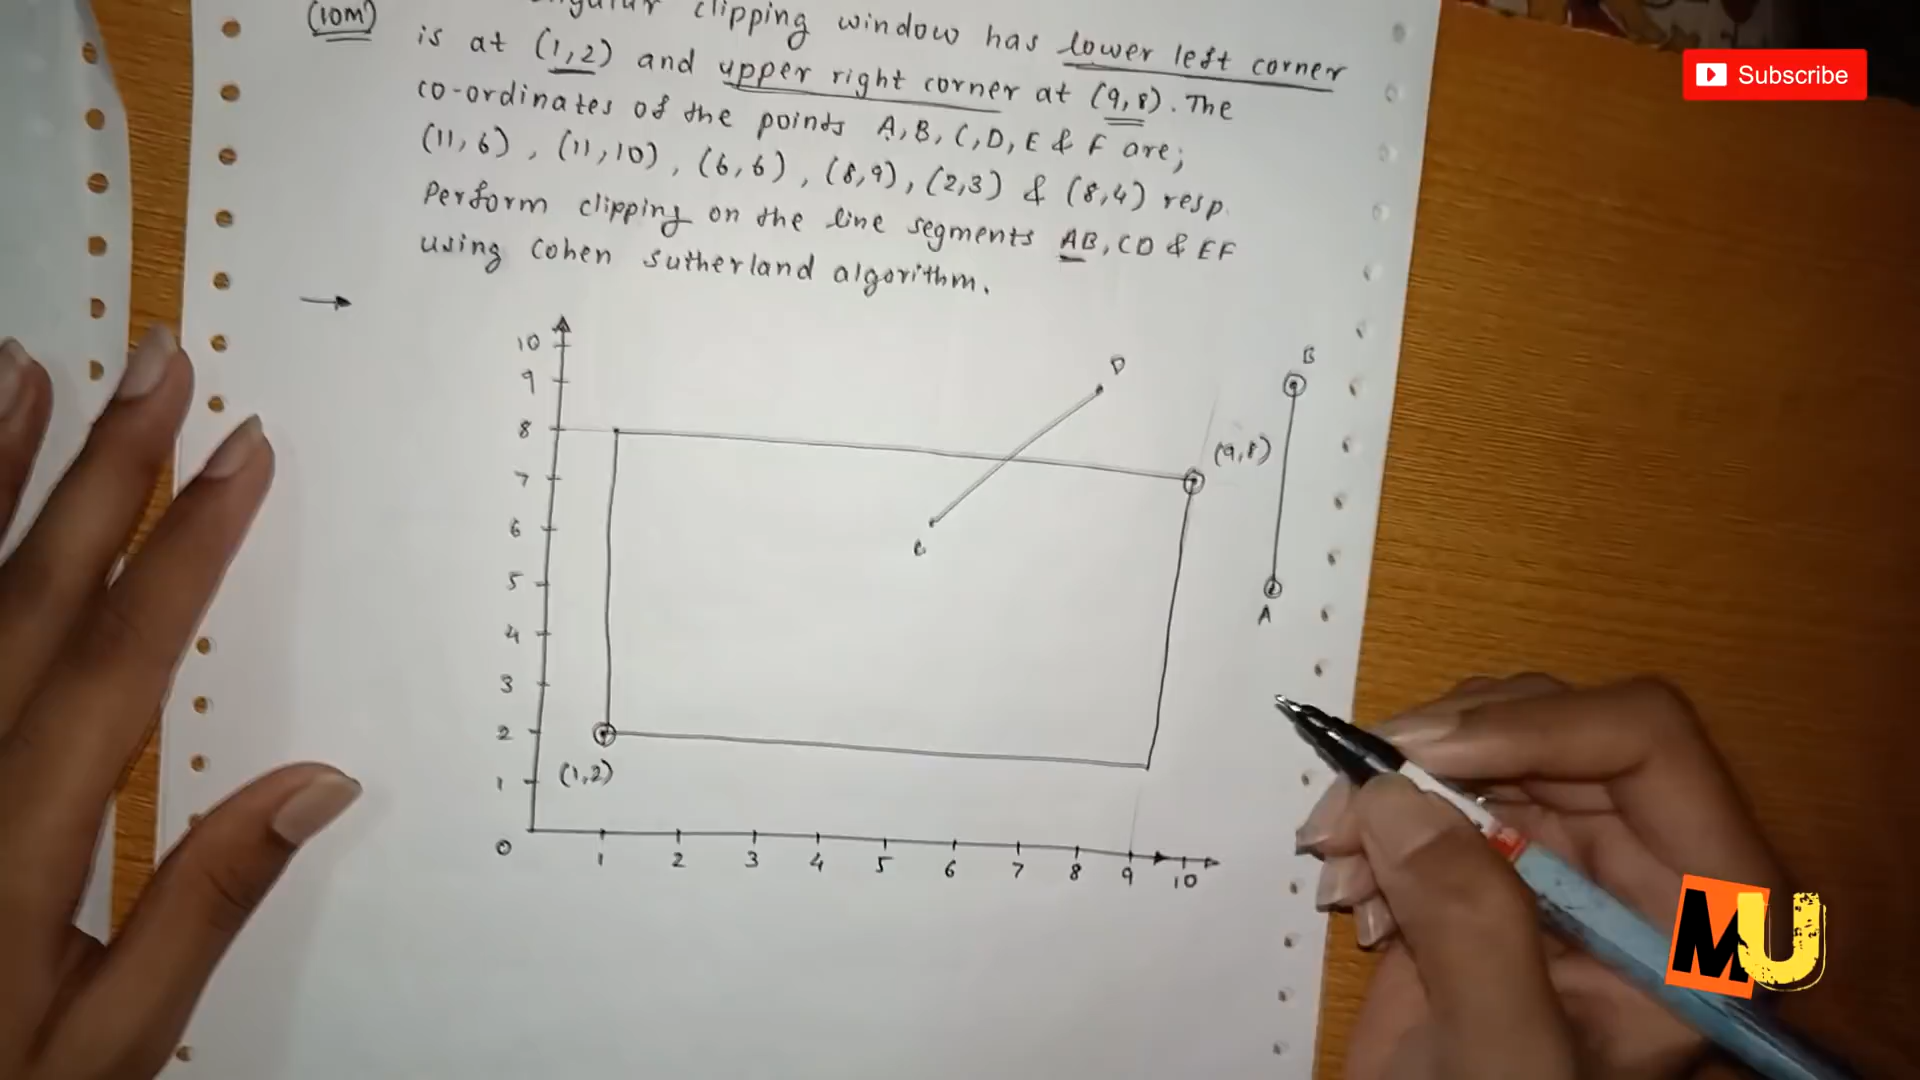 (10M) clipping window has lower left corner
is at (1,2) and upper right corner at (9,8). The
co-ordinates of the points A, B, C, D, E & F are;
(11,6), (11,10), (6,6), (8,9), (2,3) & (8,4) resp.
Perform clipping on the line segments AB, CD & EF
using Cohen Sutherland algorithm.
Subscribe
10
9
8
7
6
5
4
3
2
1
0
D
B
(9,8)
C
A
(1,2)
1 2 3 4 5 6 7 8 9 10
MU